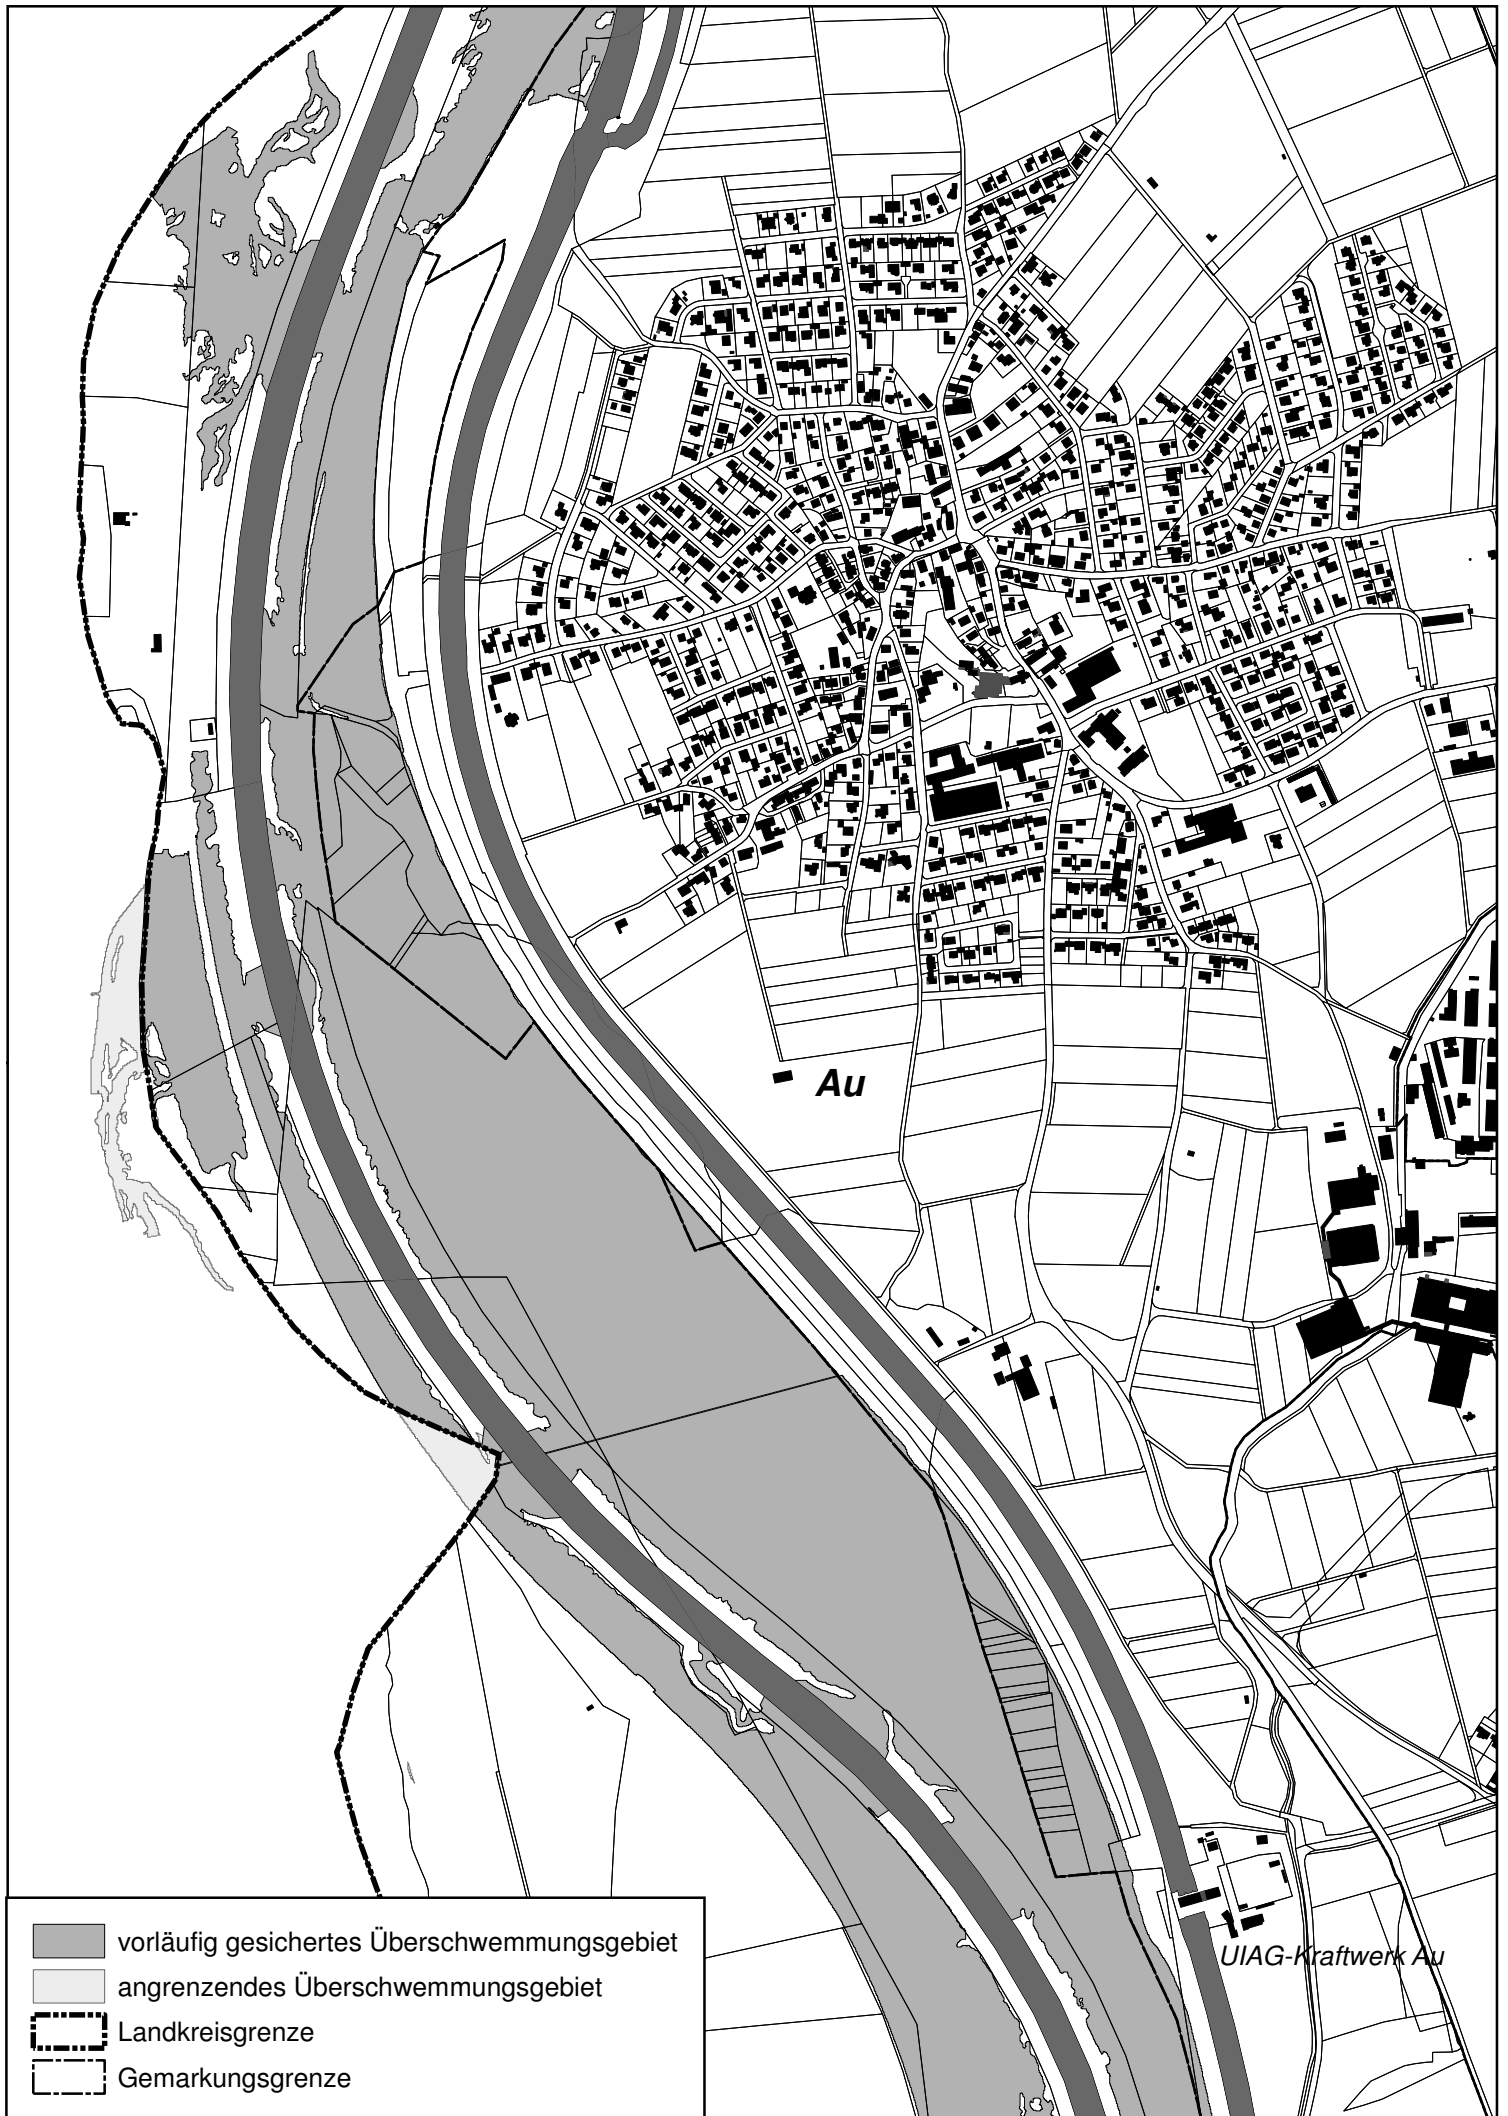 Au
UIAG-Kraftwerk Au
vorläufig gesichertes Überschwemmungsgebiet
angrenzendes Überschwemmungsgebiet
Landkreisgrenze
Gemarkungsgrenze